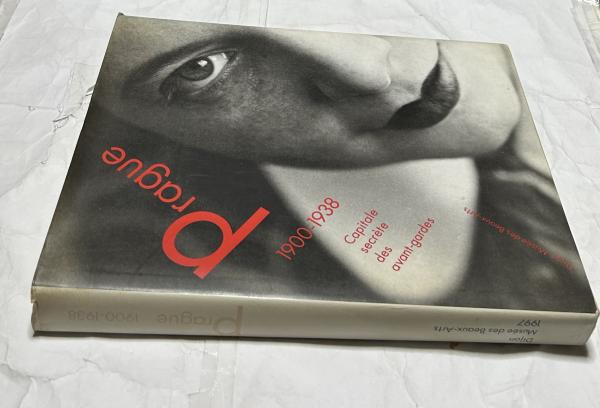 Prague
1900-1938
Capitale
secrète
des
avant-gardes
Dijon, Musée des Beaux-Arts
Prague 1900-1938
Dijon
Musée des Beaux-Arts
1997